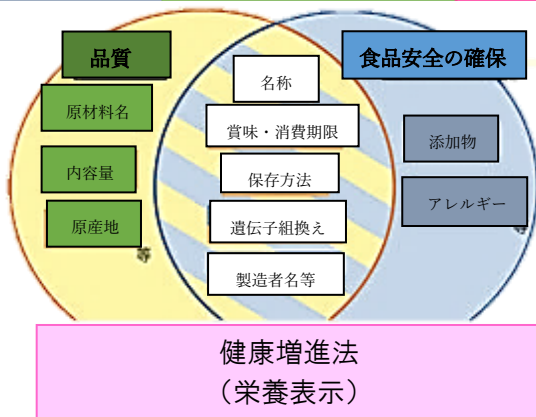 品質
食品安全の確保
原材料名
内容量
原産地
等
名称
賞味・消費期限
保存方法
遺伝子組換え
製造者名等
添加物
アレルギー
等
健康増進法
（栄養表示）